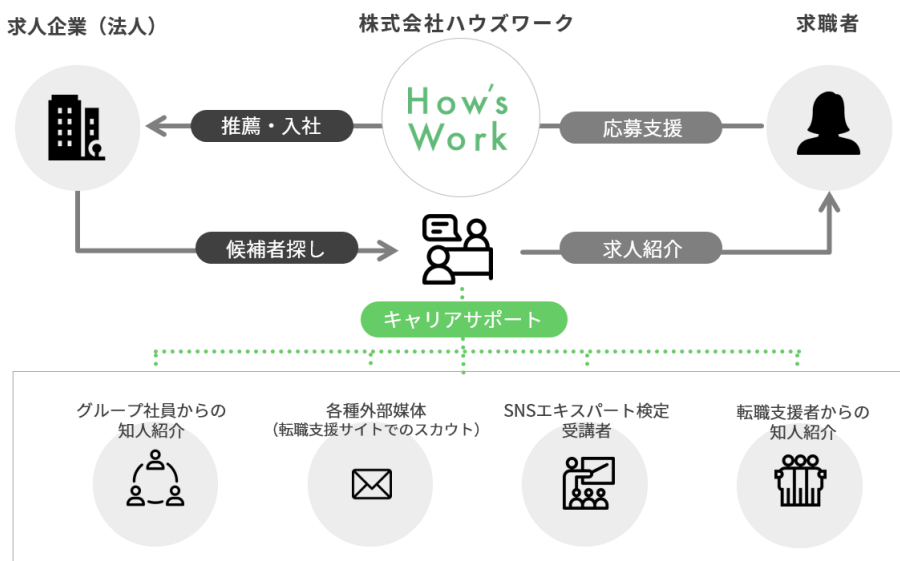 求人企業（法人）
株式会社ハウズワーク
求職者
How's
Work
推薦・入社
応募支援
候補者探し
求人紹介
キャリアサポート
グループ社員からの
知人紹介
各種外部媒体
（転職支援サイトでのスカウト）
SNSエキスパート検定
受講者
転職支援者からの
知人紹介